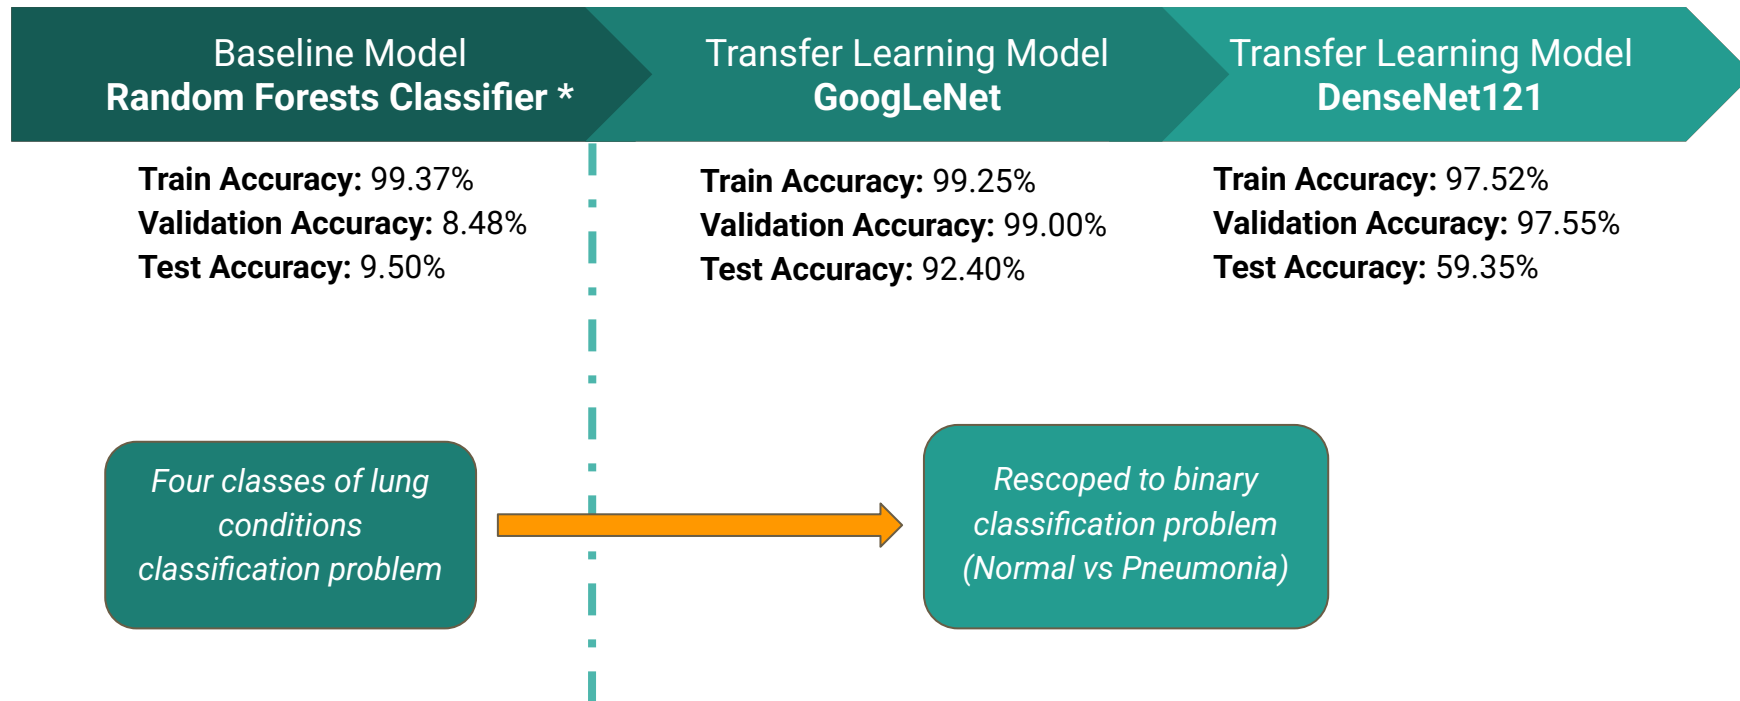 Baseline Model
Random Forests Classifier *
Transfer Learning Model
GoogLeNet
Transfer Learning Model
DenseNet121
Train Accuracy: 99.37%
Validation Accuracy: 8.48%
Test Accuracy: 9.50%
Train Accuracy: 99.25%
Validation Accuracy: 99.00%
Test Accuracy: 92.40%
Train Accuracy: 97.52%
Validation Accuracy: 97.55%
Test Accuracy: 59.35%
Four classes of lung
conditions
classification problem
Rescoped to binary
classification problem
(Normal vs Pneumonia)